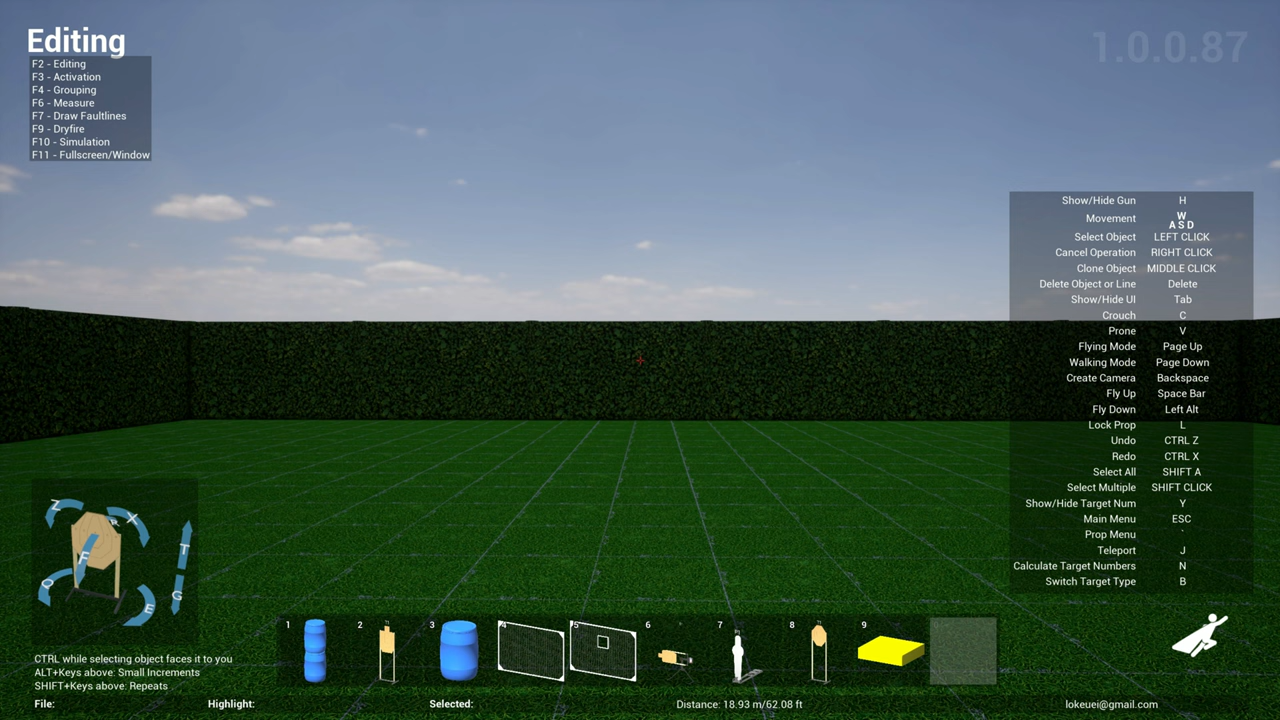 Editing
1.0.0.87
F2 - Editing
F3 - Activation
F4 - Grouping
F6 - Measure
F7 - Draw Faultlines
F9 - Dryfire
F10 - Simulation
F11 - Fullscreen/Window
Show/Hide Gun H
Movement W
A S D
Select Object LEFT CLICK
Cancel Operation RIGHT CLICK
Clone Object MIDDLE CLICK
Delete Object or Line Delete
Show/Hide UI Tab
Crouch C
Prone V
Flying Mode Page Up
Walking Mode Page Down
Create Camera Backspace
Fly Up Space Bar
Fly Down Left Alt
Lock Prop L
Undo CTRL Z
Redo CTRL X
Select All SHIFT A
Select Multiple SHIFT CLICK
Show/Hide Target Num Y
Main Menu ESC
Prop Menu `
Teleport J
Calculate Target Numbers N
Switch Target Type B
Z X
F T
Q E G
1 2 3 4 5 6 7 8 9
CTRL while selecting object faces it to you
ALT+Keys above: Small Increments
SHIFT+Keys above: Repeats
File: Highlight: Selected: Distance: 18.93 m/62.08 ft lokeuei@gmail.com